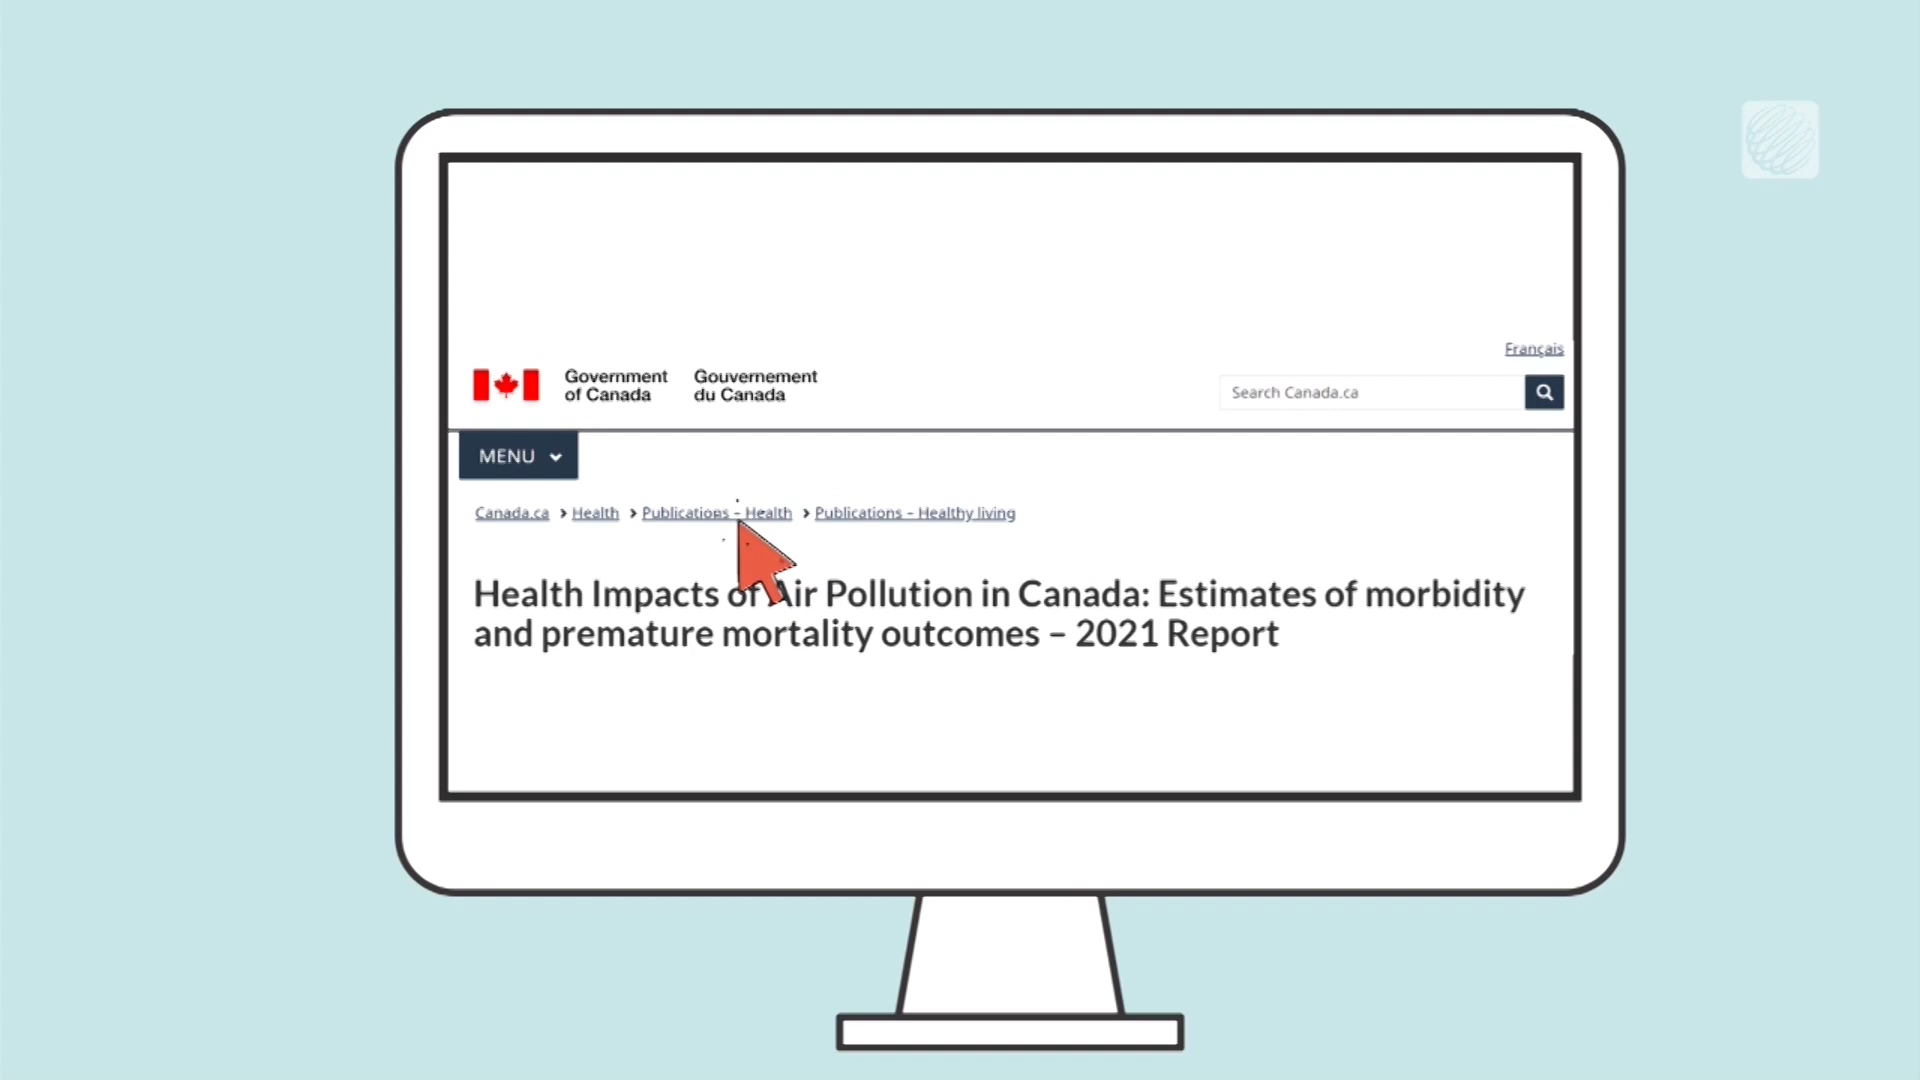 Français
Government
of Canada
Gouvernement
du Canada
Search Canada.ca
MENU
Canada.ca > Health > Publications – Health > Publications – Healthy living
Health Impacts of Air Pollution in Canada: Estimates of morbidity
and premature mortality outcomes – 2021 Report